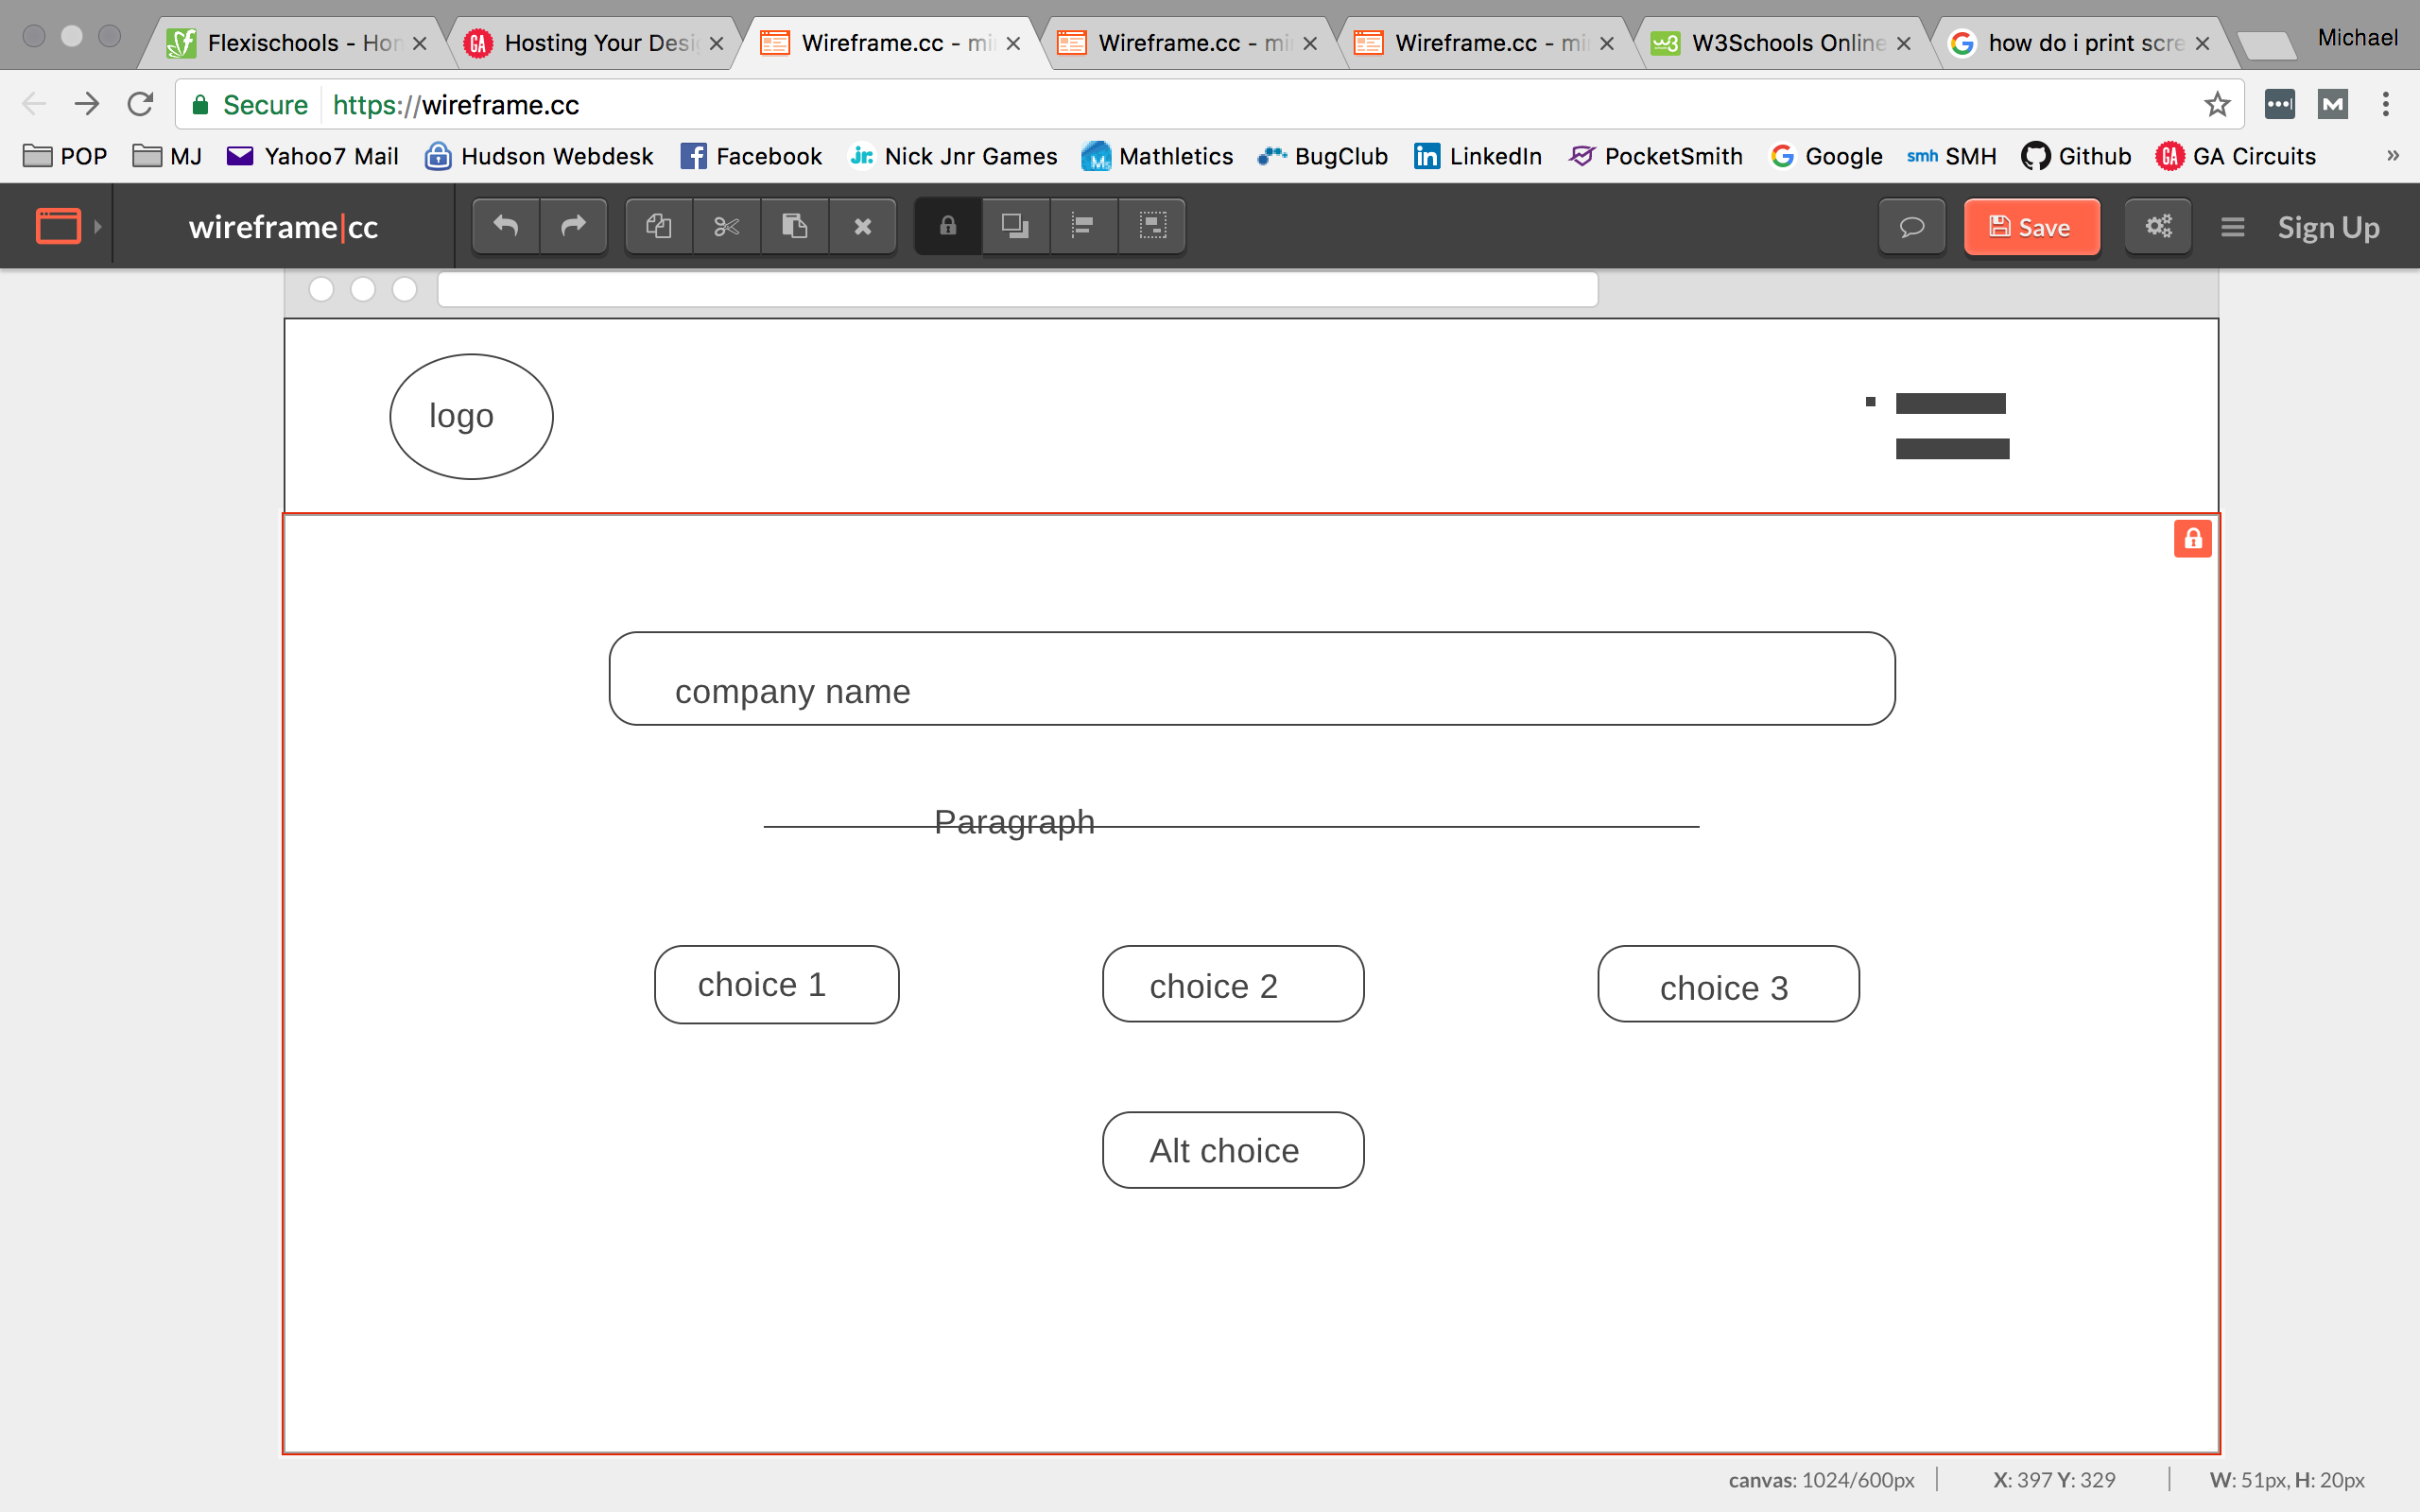 Flexischools - Hon
Hosting Your Desi
Wireframe.cc - mi
Wireframe.cc - mi
Wireframe.cc - mi
W3Schools Online
how do i print scre
Michael
Secure https://wireframe.cc
POP MJ Yahoo7 Mail Hudson Webdesk Facebook Nick Jnr Games Mathletics BugClub LinkedIn PocketSmith Google SMH Github GA Circuits »
wireframe|cc Save Sign Up
logo
company name
Paragraph
choice 1 choice 2 choice 3
Alt choice
canvas: 1024/600px X: 397 Y: 329 W: 51px, H: 20px